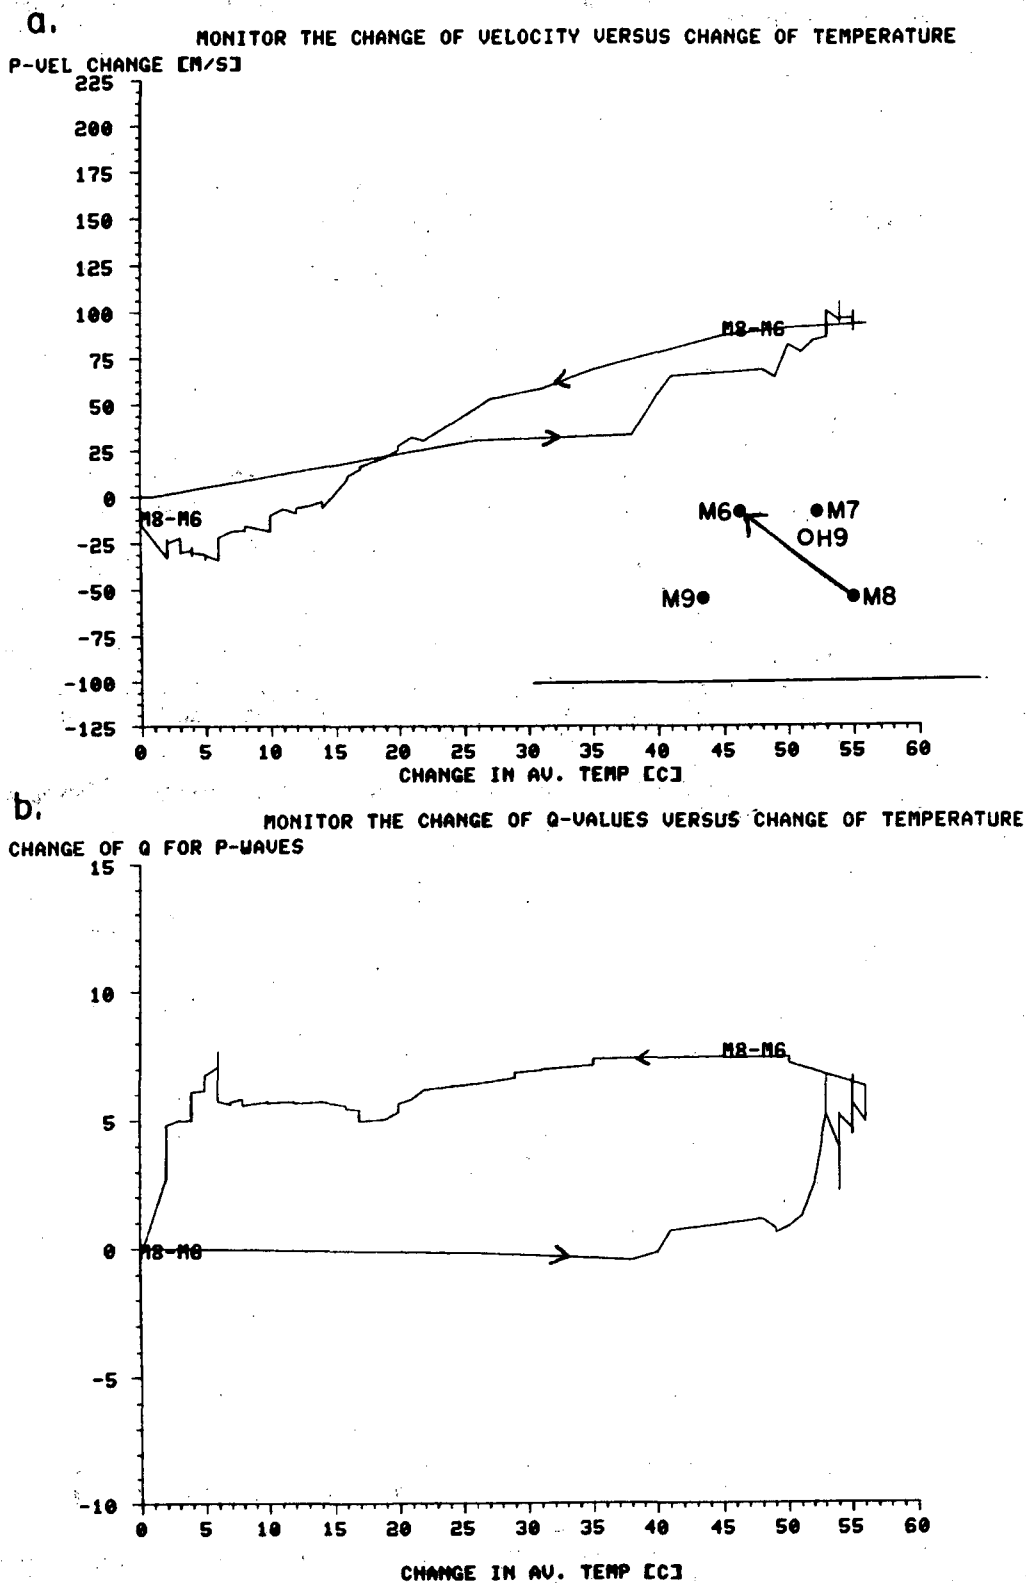 a.
MONITOR THE CHANGE OF VELOCITY VERSUS CHANGE OF TEMPERATURE
P-VEL CHANGE [M/S]
225
200
175
150
125
100
75
50
25
0
-25
-50
-75
-100
-125
M8-M6
M8-M6
M6 M7
OH9
M9 M8
0 5 10 15 20 25 30 35 40 45 50 55 60
CHANGE IN AV. TEMP [C]
b.
MONITOR THE CHANGE OF Q-VALUES VERSUS CHANGE OF TEMPERATURE
CHANGE OF Q FOR P-WAVES
15
10
5
0
-5
-10
M8-M6
M8-M6
0 5 10 15 20 25 30 35 40 45 50 55 60
CHANGE IN AV. TEMP [C]